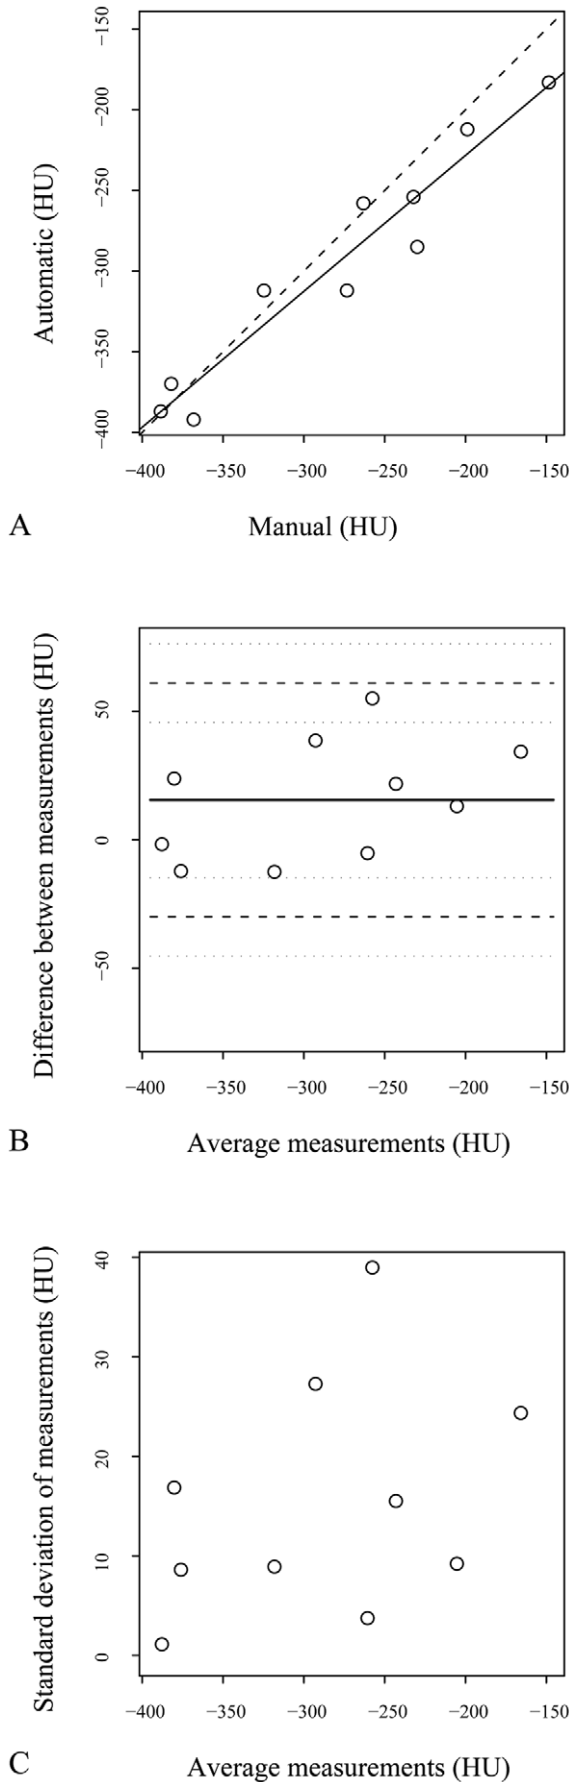 −150
−200
−250
−300
−350
−400
Automatic (HU)
−400 −350 −300 −250 −200 −150
A
Manual (HU)
50
0
−50
Difference between measurements (HU)
−400 −350 −300 −250 −200 −150
B
Average measurements (HU)
40
30
20
10
0
Standard deviation of measurements (HU)
−400 −350 −300 −250 −200 −150
C
Average measurements (HU)